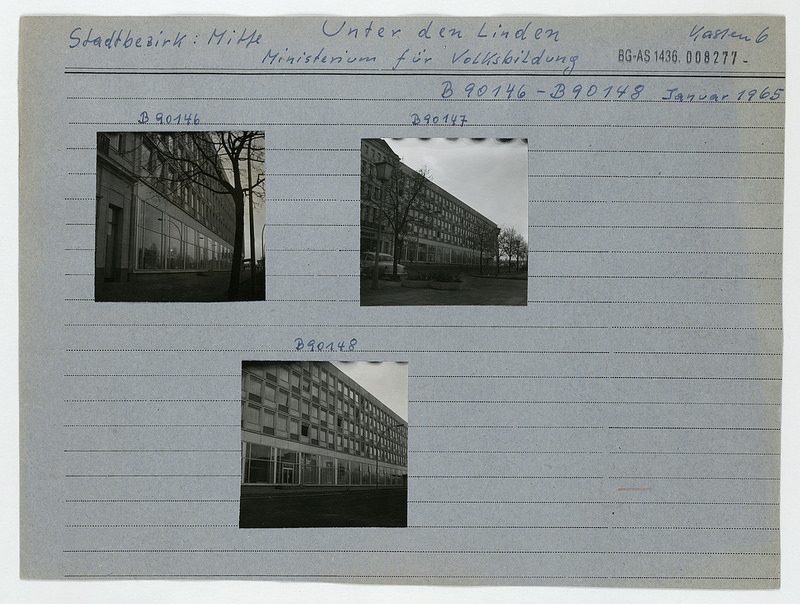 Stadtbezirk: Mitte Unter den Linden Kasten 6
Ministerium für Volksbildung BG-AS 1436. 008277-
B 90146 - B 90148 Januar 1965
B 90146 B 90147
B 90148